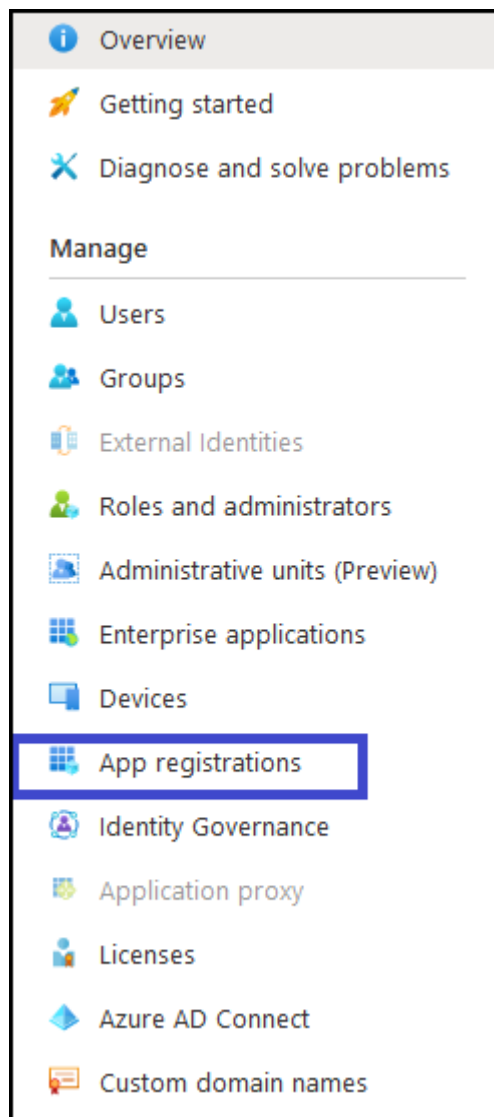 Overview
Getting started
Diagnose and solve problems
Manage
Users
Groups
External Identities
Roles and administrators
Administrative units (Preview)
Enterprise applications
Devices
App registrations
Identity Governance
Application proxy
Licenses
Azure AD Connect
Custom domain names